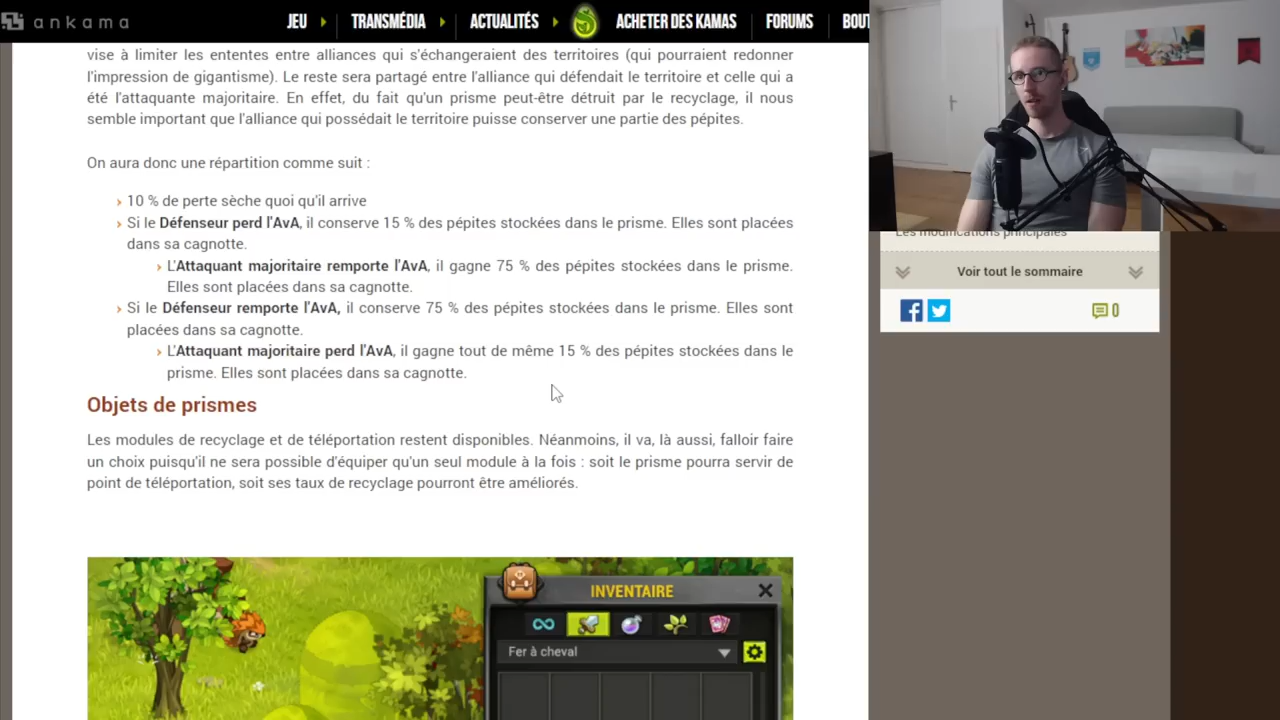 ankama
JEU TRANSMÉDIA ACTUALITÉS ACHETER DES KAMAS FORUMS BOUT
vise à limiter les ententes entre alliances qui s'échangeraient des territoires (qui pourraient redonner
l'impression de gigantisme). Le reste sera partagé entre l'alliance qui défendait le territoire et celle qui a
été l'attaquante majoritaire. En effet, du fait qu'un prisme peut-être détruit par le recyclage, il nous
semble important que l'alliance qui possédait le territoire puisse conserver une partie des pépites.
On aura donc une répartition comme suit :
10 % de perte sèche quoi qu'il arrive
Si le Défenseur perd l'AvA, il conserve 15 % des pépites stockées dans le prisme. Elles sont placées
dans sa cagnotte.
L'Attaquant majoritaire remporte l'AvA, il gagne 75 % des pépites stockées dans le prisme.
Elles sont placées dans sa cagnotte.
Si le Défenseur remporte l'AvA, il conserve 75 % des pépites stockées dans le prisme. Elles sont
placées dans sa cagnotte.
L'Attaquant majoritaire perd l'AvA, il gagne tout de même 15 % des pépites stockées dans le
prisme. Elles sont placées dans sa cagnotte.
Objets de prismes
Les modules de recyclage et de téléportation restent disponibles. Néanmoins, il va, là aussi, falloir faire
un choix puisqu'il ne sera possible d'équiper qu'un seul module à la fois : soit le prisme pourra servir de
point de téléportation, soit ses taux de recyclage pourront être améliorés.
Les modifications principales
Voir tout le sommaire
0
INVENTAIRE
Fer à cheval